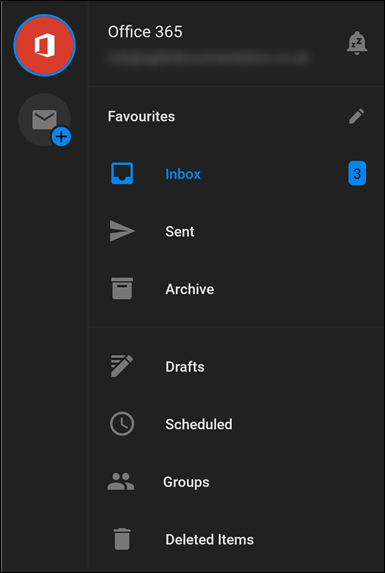 Office 365
Favourites
Inbox 3
Sent
Archive
Drafts
Scheduled
Groups
Deleted Items